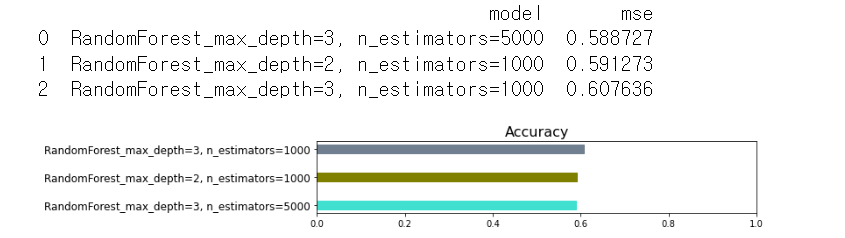 model mse
0 RandomForest_max_depth=3, n_estimators=5000 0.588727
1 RandomForest_max_depth=2, n_estimators=1000 0.591273
2 RandomForest_max_depth=3, n_estimators=1000 0.607636
Accuracy
RandomForest_max_depth=3, n_estimators=1000
RandomForest_max_depth=2, n_estimators=1000
RandomForest_max_depth=3, n_estimators=5000
0.0 0.2 0.4 0.6 0.8 1.0